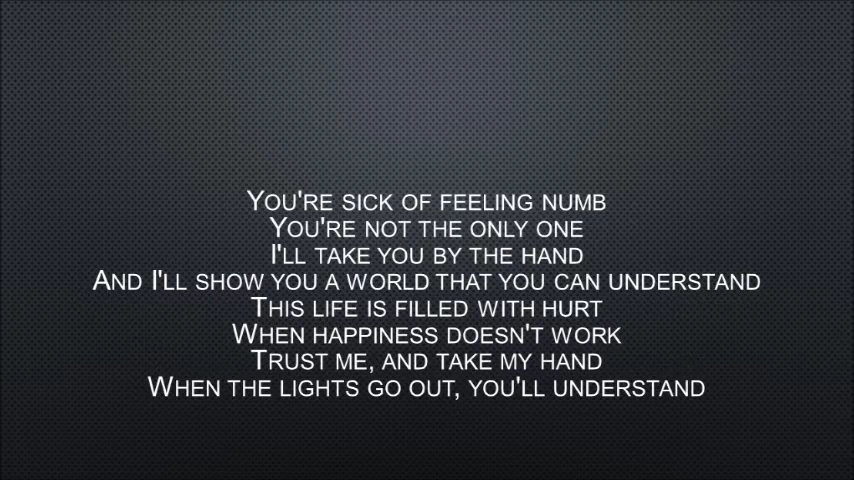 You're sick of feeling numb
You're not the only one
I'll take you by the hand
And I'll show you a world that you can understand
This life is filled with hurt
When happiness doesn't work
Trust me, and take my hand
When the lights go out, you'll understand